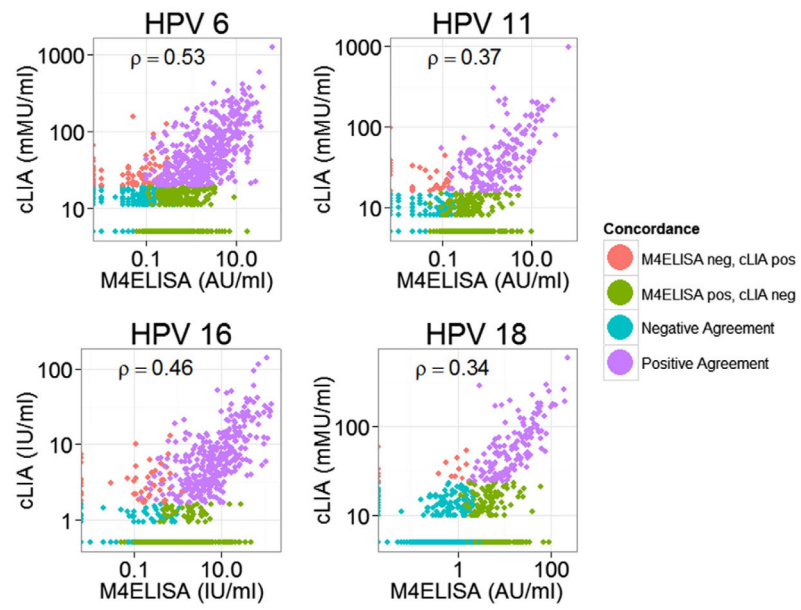 HPV 6
ρ = 0.53
1000
100
10
cLIA (mMU/ml)
0.1 10.0
M4ELISA (AU/ml)
HPV 11
ρ = 0.37
1000
100
10
cLIA (mMU/ml)
0.1 10.0
M4ELISA (AU/ml)
HPV 16
ρ = 0.46
100
10
1
cLIA (IU/ml)
0.1 10.0
M4ELISA (IU/ml)
HPV 18
ρ = 0.34
100
10
cLIA (mMU/ml)
1 100
M4ELISA (AU/ml)
Concordance
M4ELISA neg, cLIA pos
M4ELISA pos, cLIA neg
Negative Agreement
Positive Agreement